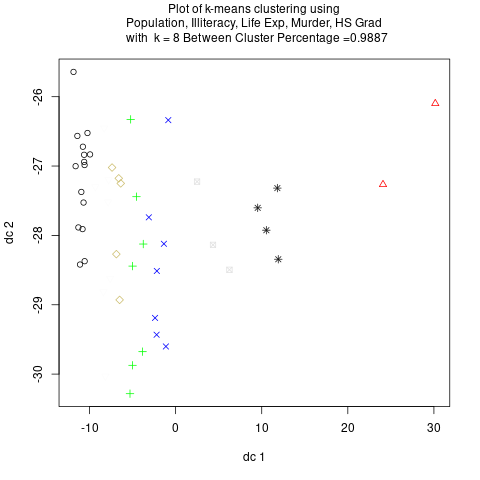 Plot of k-means clustering using
Population, Illiteracy, Life Exp, Murder, HS Grad
with k = 8 Between Cluster Percentage =0.9887
-26
-27
-28
-29
-30
dc 2
-10 0 10 20 30
dc 1